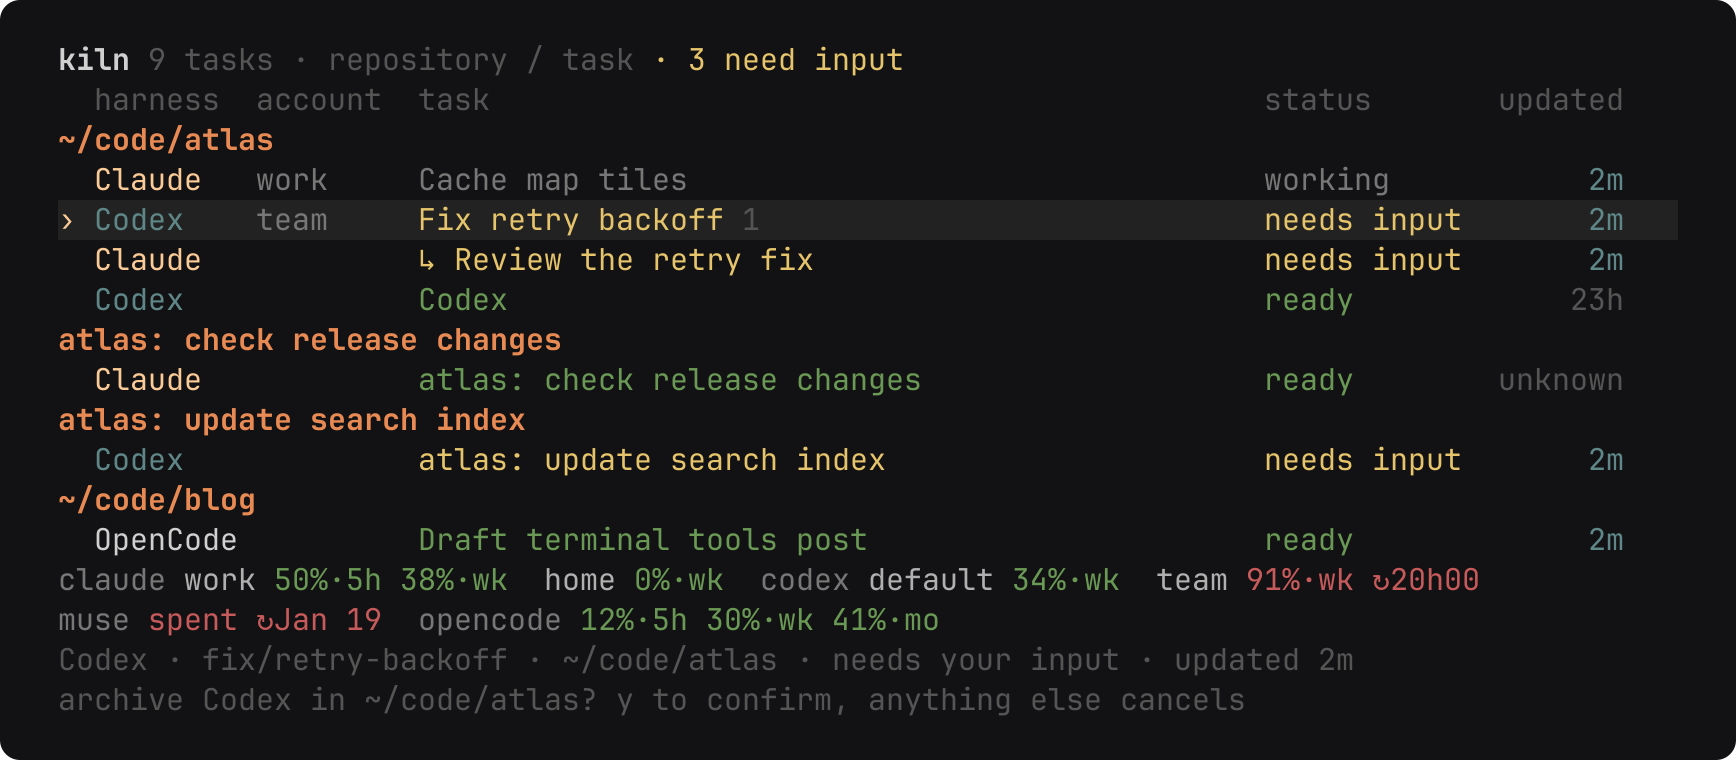 kiln 9 tasks · repository / task · 3 need input
harness account task status updated
~/code/atlas
Claude work Cache map tiles working 2m
› Codex team Fix retry backoff 1 needs input 2m
Claude ↳ Review the retry fix needs input 2m
Codex Codex ready 23h
atlas: check release changes
Claude atlas: check release changes ready unknown
atlas: update search index
Codex atlas: update search index needs input 2m
~/code/blog
OpenCode Draft terminal tools post ready 2m
claude work 50%·5h 38%·wk home 0%·wk codex default 34%·wk team 91%·wk ↻20h00
muse spent ↻Jan 19 opencode 12%·5h 30%·wk 41%·mo
Codex · fix/retry-backoff · ~/code/atlas · needs your input · updated 2m
archive Codex in ~/code/atlas? y to confirm, anything else cancels